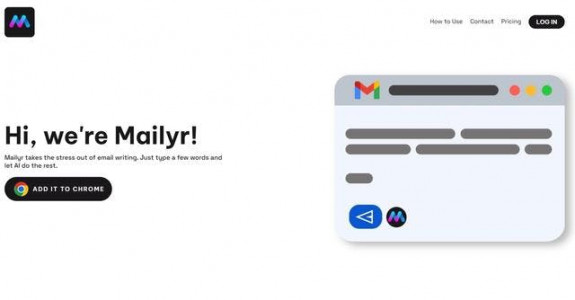 How to Use Contact Pricing LOG IN
Hi, we're Mailyr!
Mailyr takes the stress out of email writing. Just type a few words and
let AI do the rest.
ADD IT TO CHROME